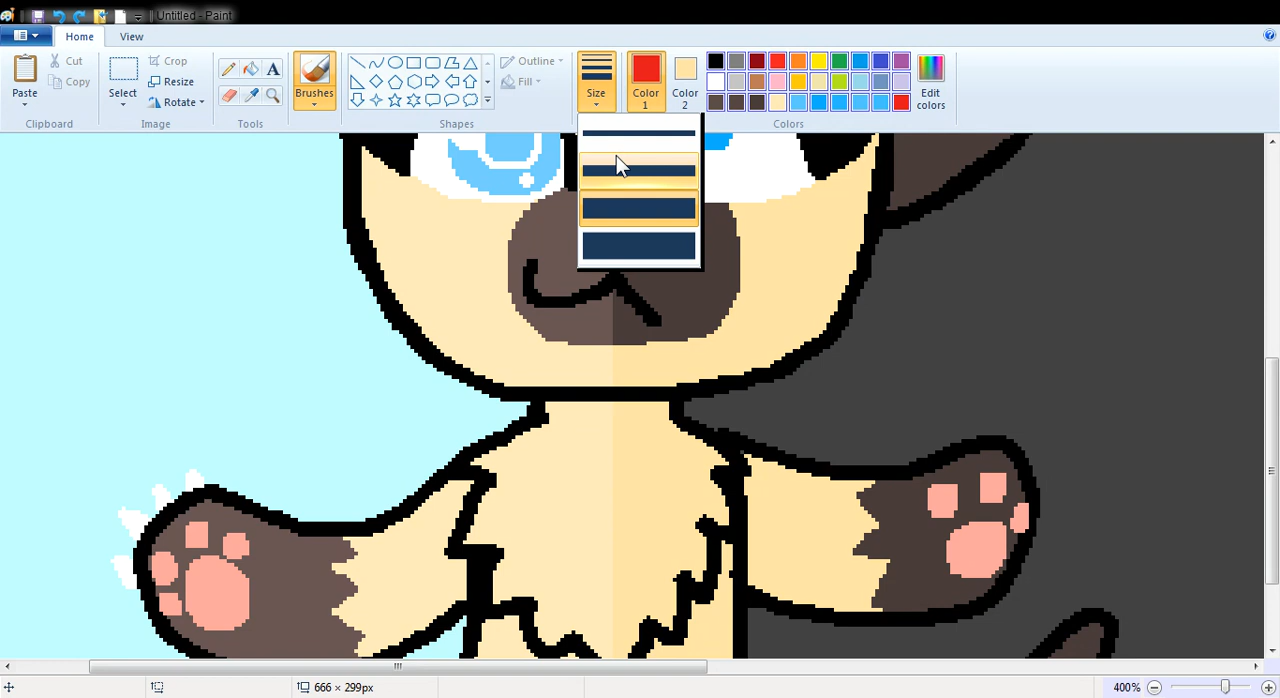 Untitled - Paint
Home View
Paste
Cut
Copy
Clipboard
Select
Crop
Resize
Rotate
Image
Tools
Brushes
Outline
Fill
Shapes
Size
Color 1
Color 2
Edit colors
Colors
666 × 299px
400%